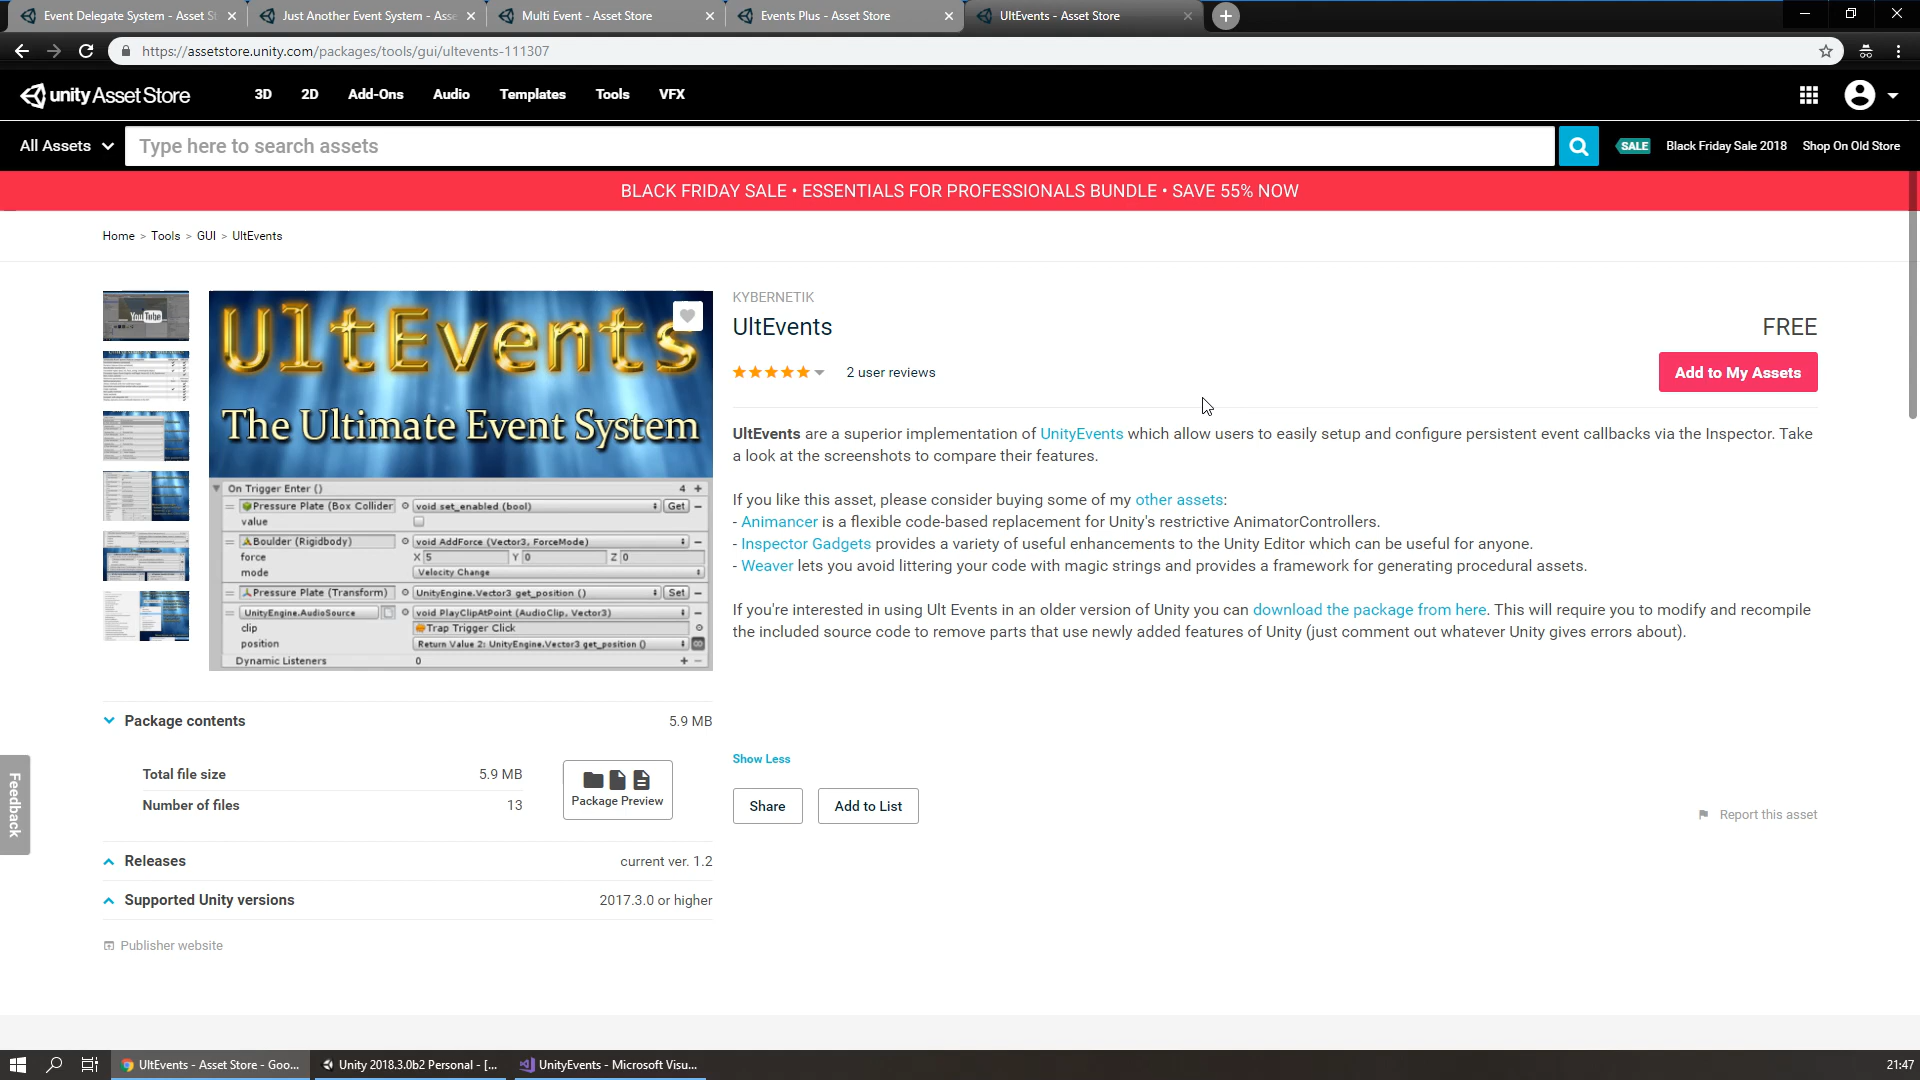 Event Delegate System - Asset S
Just Another Event System - Asse
Multi Event - Asset Store
Events Plus - Asset Store
UltEvents - Asset Store
https://assetstore.unity.com/packages/tools/gui/ultevents-111307
unity Asset Store
3D
2D
Add-Ons
Audio
Templates
Tools
VFX
All Assets
Type here to search assets
SALE
Black Friday Sale 2018
Shop On Old Store
BLACK FRIDAY SALE • ESSENTIALS FOR PROFESSIONALS BUNDLE • SAVE 55% NOW
Home > Tools > GUI > UltEvents
YouTube
UltEvents
The Ultimate Event System
On Trigger Enter ()
4 + 
Pressure Plate (Box Collider
void set_enabled (bool)
Get
value
Boulder (Rigidbody)
void AddForce (Vector3, ForceMode)
force
X 5
Y 0
Z 0
mode
Velocity Change
Pressure Plate (Transform)
UnityEngine.Vector3 get_position ()
Set
UnityEngine.AudioSource
void PlayClipAtPoint (AudioClip, Vector3)
clip
Trap Trigger Click
position
Return Value 2: UnityEngine.Vector3 get_position ()
Dynamic Listeners
0
KYBERNETIK
UltEvents
FREE
2 user reviews
Add to My Assets
UltEvents are a superior implementation of UnityEvents which allow users to easily setup and configure persistent event callbacks via the Inspector. Take
a look at the screenshots to compare their features.
If you like this asset, please consider buying some of my other assets:
- Animancer is a flexible code-based replacement for Unity's restrictive AnimatorControllers.
- Inspector Gadgets provides a variety of useful enhancements to the Unity Editor which can be useful for anyone.
- Weaver lets you avoid littering your code with magic strings and provides a framework for generating procedural assets.
If you're interested in using Ult Events in an older version of Unity you can download the package from here. This will require you to modify and recompile
the included source code to remove parts that use newly added features of Unity (just comment out whatever Unity gives errors about).
Package contents
5.9 MB
Total file size
5.9 MB
Number of files
13
Package Preview
Show Less
Share
Add to List
Report this asset
Feedback
Releases
current ver. 1.2
Supported Unity versions
2017.3.0 or higher
Publisher website
UltEvents - Asset Store - Goo...
Unity 2018.3.0b2 Personal - [...
UnityEvents - Microsoft Visu...
21:47